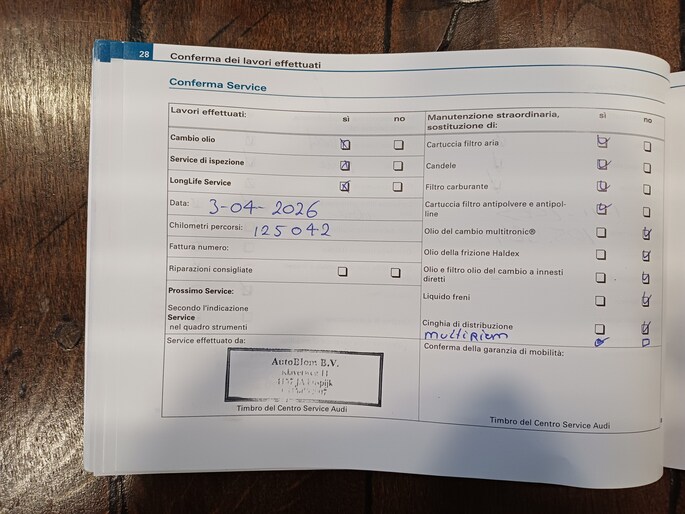 28
Conferma dei lavori effettuati
Conferma Service
Lavori effettuati:
sì
no
Cambio olio
Service di ispezione
LongLife Service
Data: 3-04-2026
Chilometri percorsi: 125042
Fattura numero:
Riparazioni consigliate
Prossimo Service:
Secondo l'indicazione
Service
nel quadro strumenti
Service effettuato da:
AutoBlom B.V.
Timbro del Centro Service Audi
Manutenzione straordinaria,
sostituzione di:
sì
no
Cartuccia filtro aria
Candele
Filtro carburante
Cartuccia filtro antipolvere e antipol-
line
Olio del cambio multitronic®
Olio della frizione Haldex
Olio e filtro olio del cambio a innesti
diretti
Liquido freni
Cinghia di distribuzione
multiriem
Conferma della garanzia di mobilità:
Timbro del Centro Service Audi